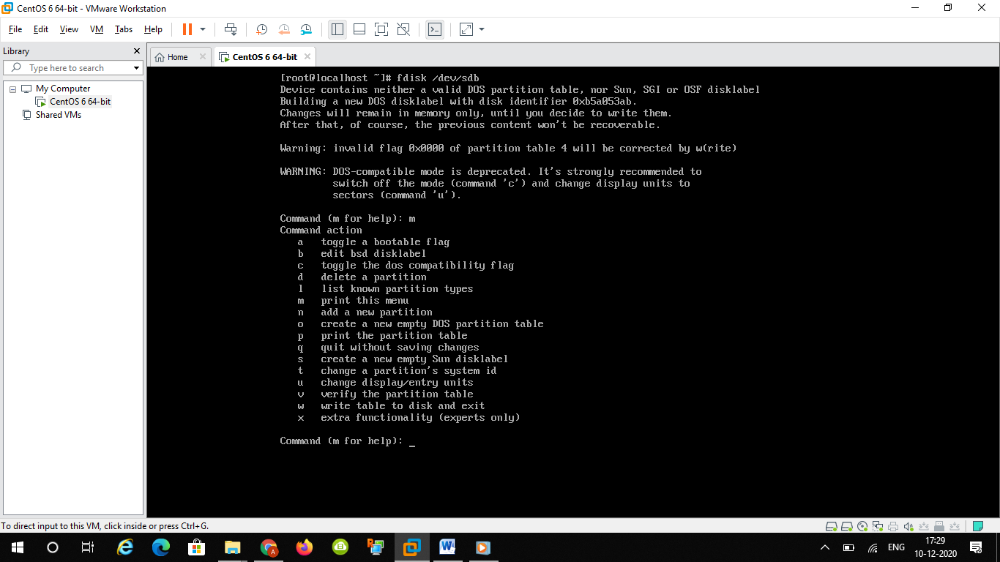 CentOS 6 64-bit - VMware Workstation
File Edit View VM Tabs Help
Library
Type here to search
My Computer
CentOS 6 64-bit
Shared VMs
Home
CentOS 6 64-bit
[root@localhost ~]# fdisk /dev/sdb
Device contains neither a valid DOS partition table, nor Sun, SGI or OSF disklabel
Building a new DOS disklabel with disk identifier 0xb5a053ab.
Changes will remain in memory only, until you decide to write them.
After that, of course, the previous content won't be recoverable.
Warning: invalid flag 0x0000 of partition table 4 will be corrected by w(rite)
WARNING: DOS-compatible mode is deprecated. It's strongly recommended to
switch off the mode (command 'c') and change display units to
sectors (command 'u').
Command (m for help): m
Command action
a toggle a bootable flag
b edit bsd disklabel
c toggle the dos compatibility flag
d delete a partition
l list known partition types
m print this menu
n add a new partition
o create a new empty DOS partition table
p print the partition table
q quit without saving changes
s create a new empty Sun disklabel
t change a partition's system id
u change display/entry units
v verify the partition table
w write table to disk and exit
x extra functionality (experts only)
Command (m for help): _
To direct input to this VM, click inside or press Ctrl+G.
ENG
17:29
10-12-2020